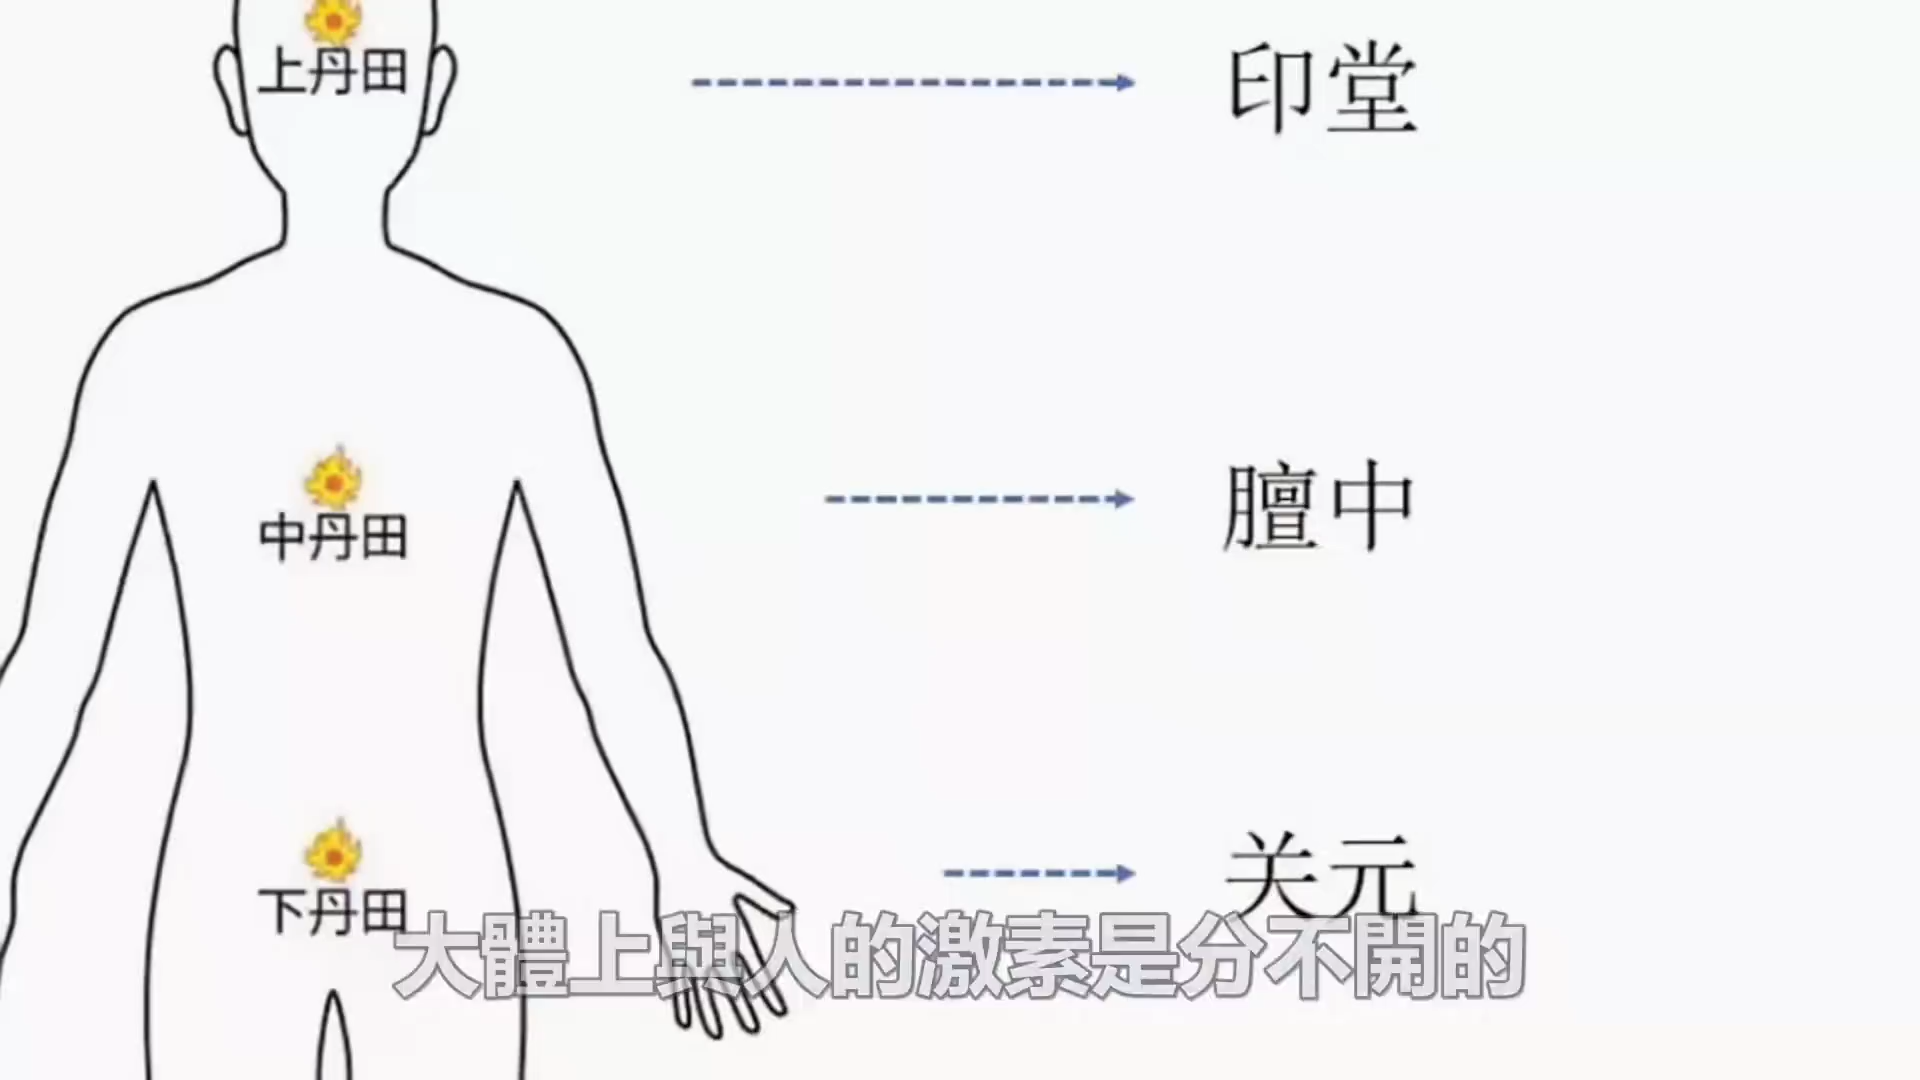 上丹田
印堂
中丹田
膻中
下丹田
关元
大體上與人的激素是分不開的